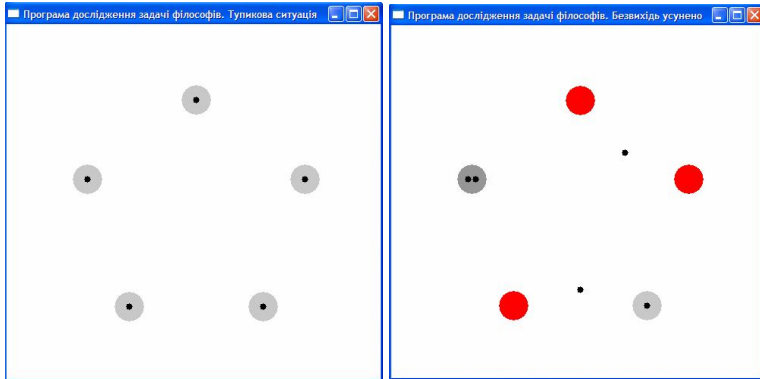 Програма дослідження задачі філософів. Тупикова ситуація
Програма дослідження задачі філософів. Безвихідь усунено